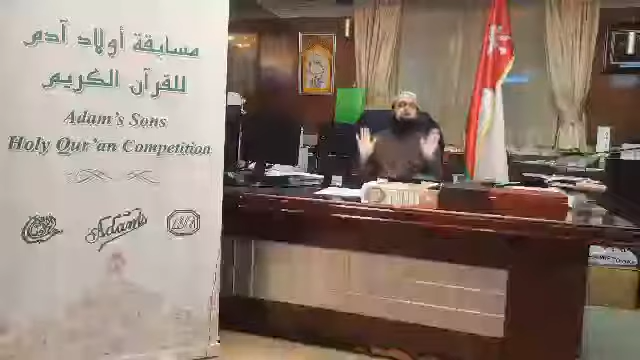 مسابقة أولاد آدم
للقرآن الكريم
Adam's Sons
Holy Qur'an Competition
Adams